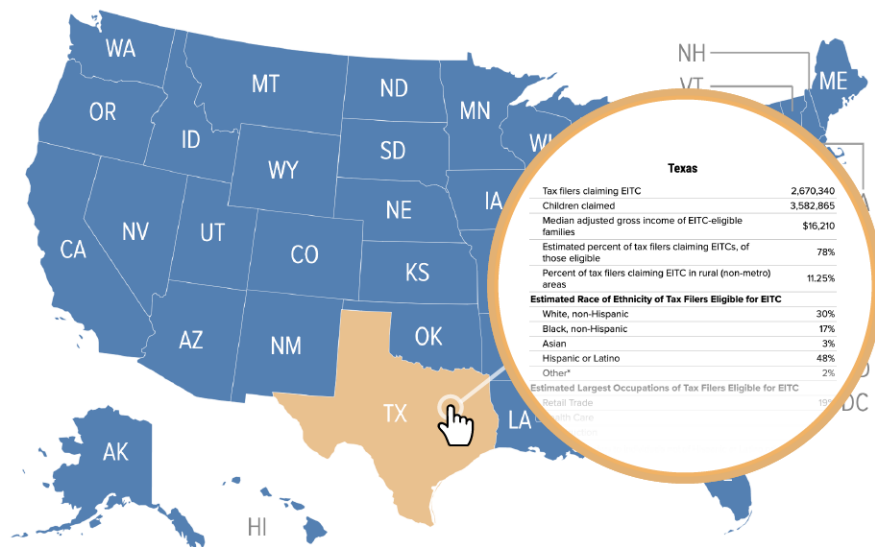 WA
MT
ND
MN
OR
ID
WY
SD
WI
NH
VT
ME
CA
NV
UT
CO
NE
IA
KS
AZ
NM
OK
TX
LA
AK
HI
DC
Texas
Tax filers claiming EITC 2,670,340
Children claimed 3,582,865
Median adjusted gross income of EITC-eligible
families $16,210
Estimated percent of tax filers claiming EITCs, of
those eligible 78%
Percent of tax filers claiming EITC in rural (non-metro)
areas 11.25%
Estimated Race of Ethnicity of Tax Filers Eligible for EITC
White, non-Hispanic 30%
Black, non-Hispanic 17%
Asian 3%
Hispanic or Latino 48%
Other* 2%
Estimated Largest Occupations of Tax Filers Eligible for EITC
Retail Trade 19%
Health Care